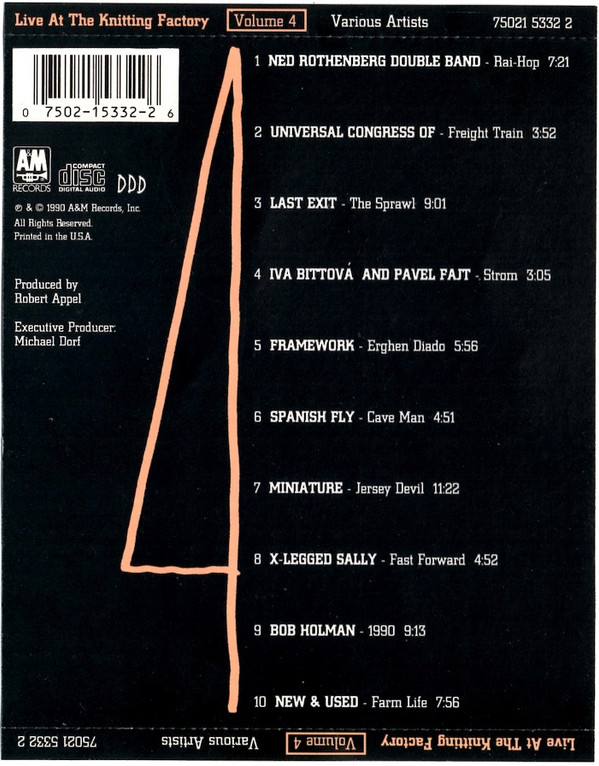 Live At The Knitting Factory Volume 4 Various Artists 75021 5332 2
0 7502-15332-2 6
A&M RECORDS
COMPACT disc DIGITAL AUDIO
DDD
℗ & © 1990 A&M Records, Inc.
All Rights Reserved.
Printed in the U.S.A.
Produced by
Robert Appel
Executive Producer:
Michael Dorf
4
1 NED ROTHENBERG DOUBLE BAND - Rai-Hop 7:21
2 UNIVERSAL CONGRESS OF - Freight Train 3:52
3 LAST EXIT - The Sprawl 9:01
4 IVA BITTOVÁ AND PAVEL FAJT - Strom 3:05
5 FRAMEWORK - Erghen Diado 5:56
6 SPANISH FLY - Cave Man 4:51
7 MINIATURE - Jersey Devil 11:22
8 X-LEGGED SALLY - Fast Forward 4:52
9 BOB HOLMAN - 1990 9:13
10 NEW & USED - Farm Life 7:56
Live At The Knitting Factory Volume 4 Various Artists 75021 5332 2